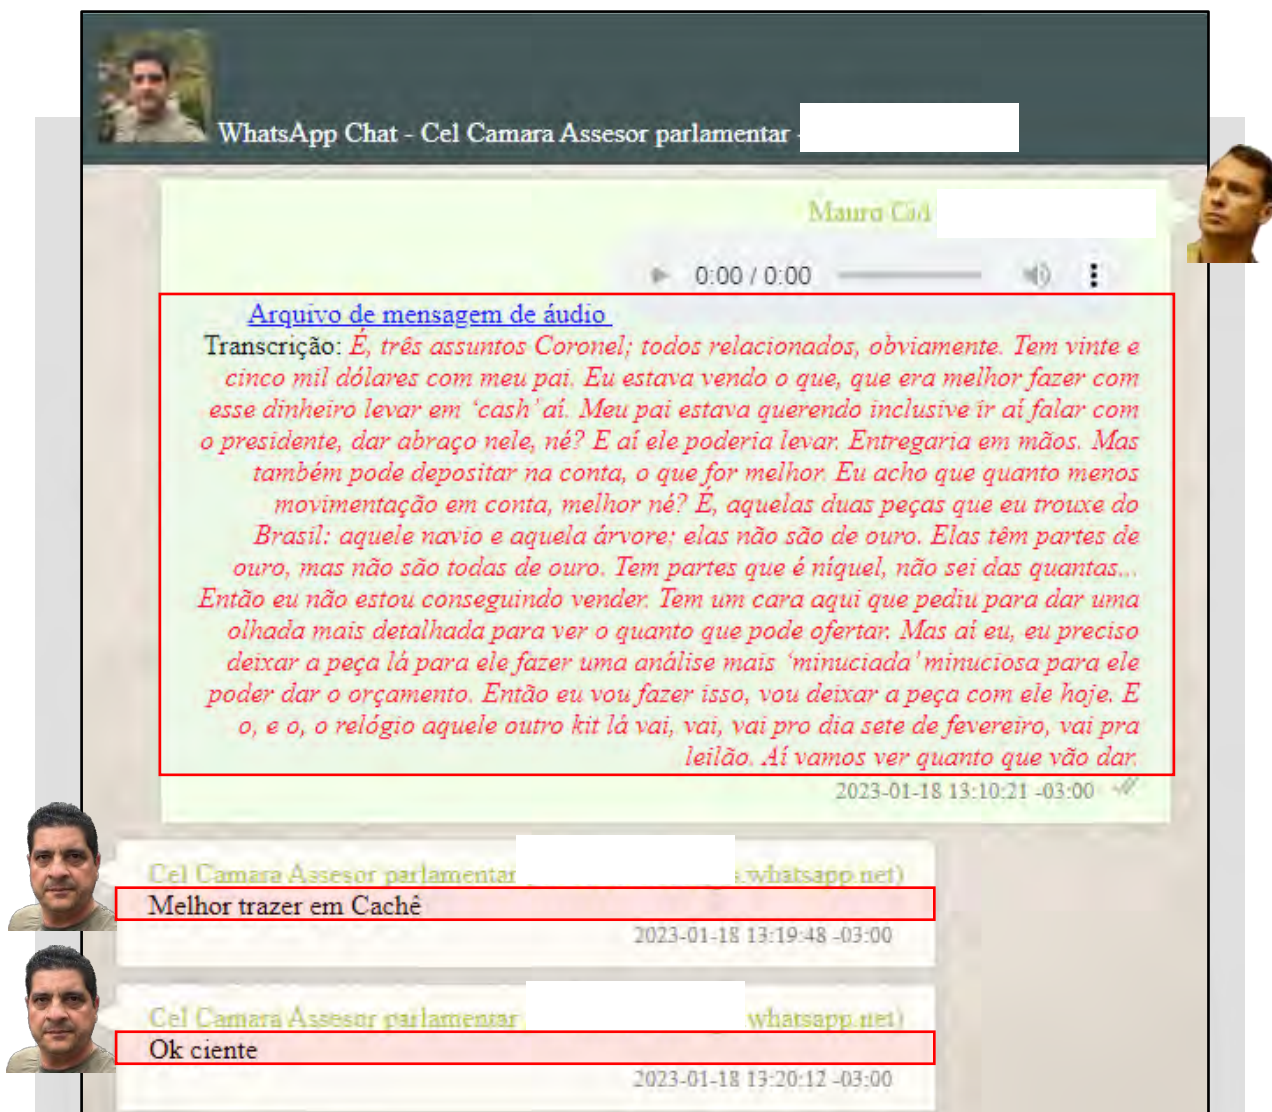 WhatsApp Chat - Cel Camara Assesor parlamentar -
Mauro Cid
0:00 / 0:00
Arquivo de mensagem de áudio
Transcrição: É, três assuntos Coronel; todos relacionados, obviamente. Tem vinte e
cinco mil dólares com meu pai. Eu estava vendo o que, que era melhor fazer com
esse dinheiro levar em ‘cash’ aí. Meu pai estava querendo inclusive ir aí falar com
o presidente, dar abraço nele, né? E aí ele poderia levar. Entregaria em mãos. Mas
também pode depositar na conta, o que for melhor. Eu acho que quanto menos
movimentação em conta, melhor né? É, aquelas duas peças que eu trouxe do
Brasil: aquele navio e aquela árvore; elas não são de ouro. Elas têm partes de
ouro, mas não são todas de ouro. Tem partes que é níquel, não sei das quantas...
Então eu não estou conseguindo vender. Tem um cara aqui que pediu para dar uma
olhada mais detalhada para ver o quanto que pode ofertar. Mas aí eu, eu preciso
deixar a peça lá para ele fazer uma análise mais ‘minuciada’ minuciosa para ele
poder dar o orçamento. Então eu vou fazer isso, vou deixar a peça com ele hoje. E
o, e o, o relógio aquele outro kit lá vai, vai, vai pro dia sete de fevereiro, vai pra
leilão. Aí vamos ver quanto que vão dar.
2023-01-18 13:10:21 -03:00
Cel Camara Assesor parlamentar whatsapp.net)
Melhor trazer em Cachê
2023-01-18 13:19:48 -03:00
Cel Camara Assesor parlamentar whatsapp.net)
Ok ciente
2023-01-18 13:20:12 -03:00